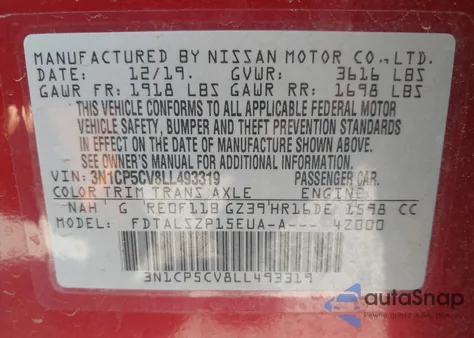 MANUFACTURED BY NISSAN MOTOR CO.,LTD.
DATE: 12/19. GVWR: 3616 LBS
GAWR FR: 1918 LBS GAWR RR: 1698 LBS
THIS VEHICLE CONFORMS TO ALL APPLICABLE FEDERAL MOTOR
VEHICLE SAFETY, BUMPER AND THEFT PREVENTION STANDARDS
IN EFFECT ON THE DATE OF MANUFACTURE SHOWN ABOVE.
SEE OWNER'S MANUAL FOR ADDITIONAL INFORMATION.
VIN: 3N1CP5CV8LL493319 PASSENGER CAR.
COLOR TRIM TRANS AXLE ENGINE:
NAH G RE0F11B GZ39 HR16DE 1598 CC
MODEL: FDTALSZP15EUA-A--- 4Z000
3N1CP5CV8LL493319
autoSnap